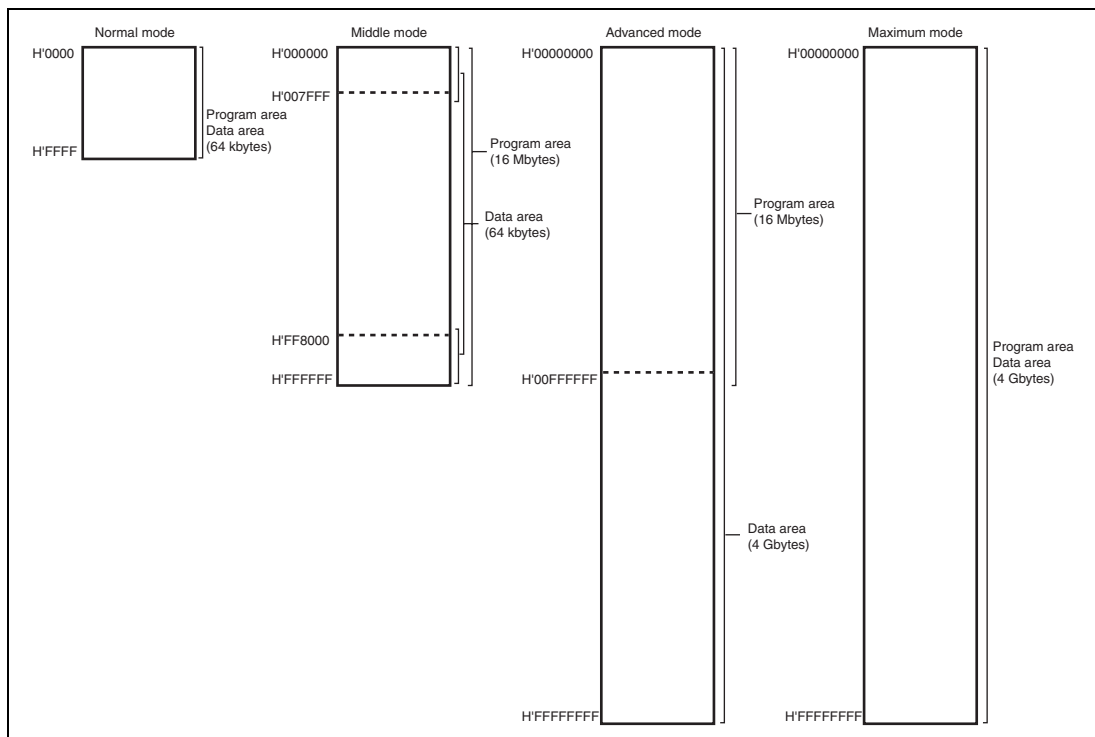 Normal mode
H'0000
H'FFFF
Program area
Data area
(64 kbytes)
Middle mode
H'000000
H'007FFF
H'FF8000
H'FFFFFF
Program area
(16 Mbytes)
Data area
(64 kbytes)
Advanced mode
H'00000000
H'00FFFFFF
H'FFFFFFFF
Program area
(16 Mbytes)
Data area
(4 Gbytes)
Maximum mode
H'00000000
H'FFFFFFFF
Program area
Data area
(4 Gbytes)